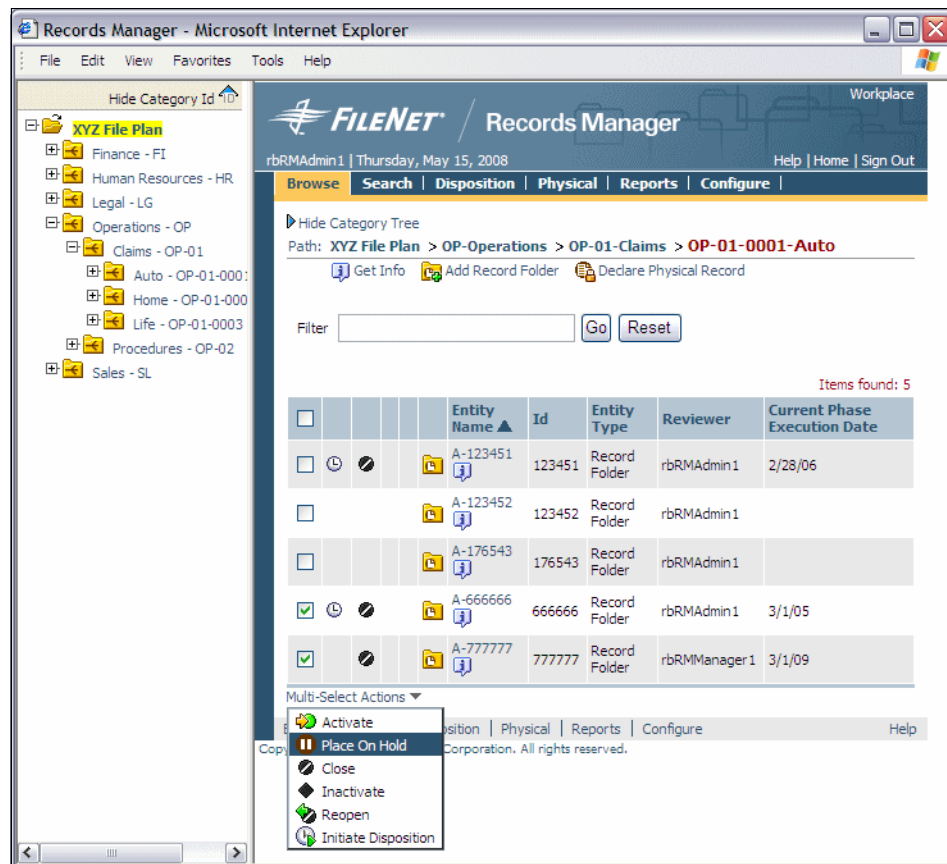 Records Manager - Microsoft Internet Explorer
File Edit View Favorites Tools Help
Hide Category Id ID
XYZ File Plan
Finance - FI
Human Resources - HR
Legal - LG
Operations - OP
Claims - OP-01
Auto - OP-01-0001
Home - OP-01-000
Life - OP-01-0003
Procedures - OP-02
Sales - SL
Workplace
FILENET Records Manager
rbRMAdmin1 | Thursday, May 15, 2008 Help | Home | Sign Out
Browse Search | Disposition | Physical | Reports | Configure |
Hide Category Tree
Path: XYZ File Plan > OP-Operations > OP-01-Claims > OP-01-0001-Auto
Get Info Add Record Folder Declare Physical Record
Filter Go Reset
Items found: 5
Entity Name Id Entity Type Reviewer Current Phase Execution Date
A-123451 123451 Record Folder rbRMAdmin1 2/28/06
A-123452 123452 Record Folder rbRMAdmin1
A-176543 176543 Record Folder rbRMAdmin1
A-666666 666666 Record Folder rbRMAdmin1 3/1/05
A-777777 777777 Record Folder rbRMManager1 3/1/09
Multi-Select Actions
Activate
Place On Hold
Close
Inactivate
Reopen
Initiate Disposition
sition | Physical | Reports | Configure Help
Corporation. All rights reserved.